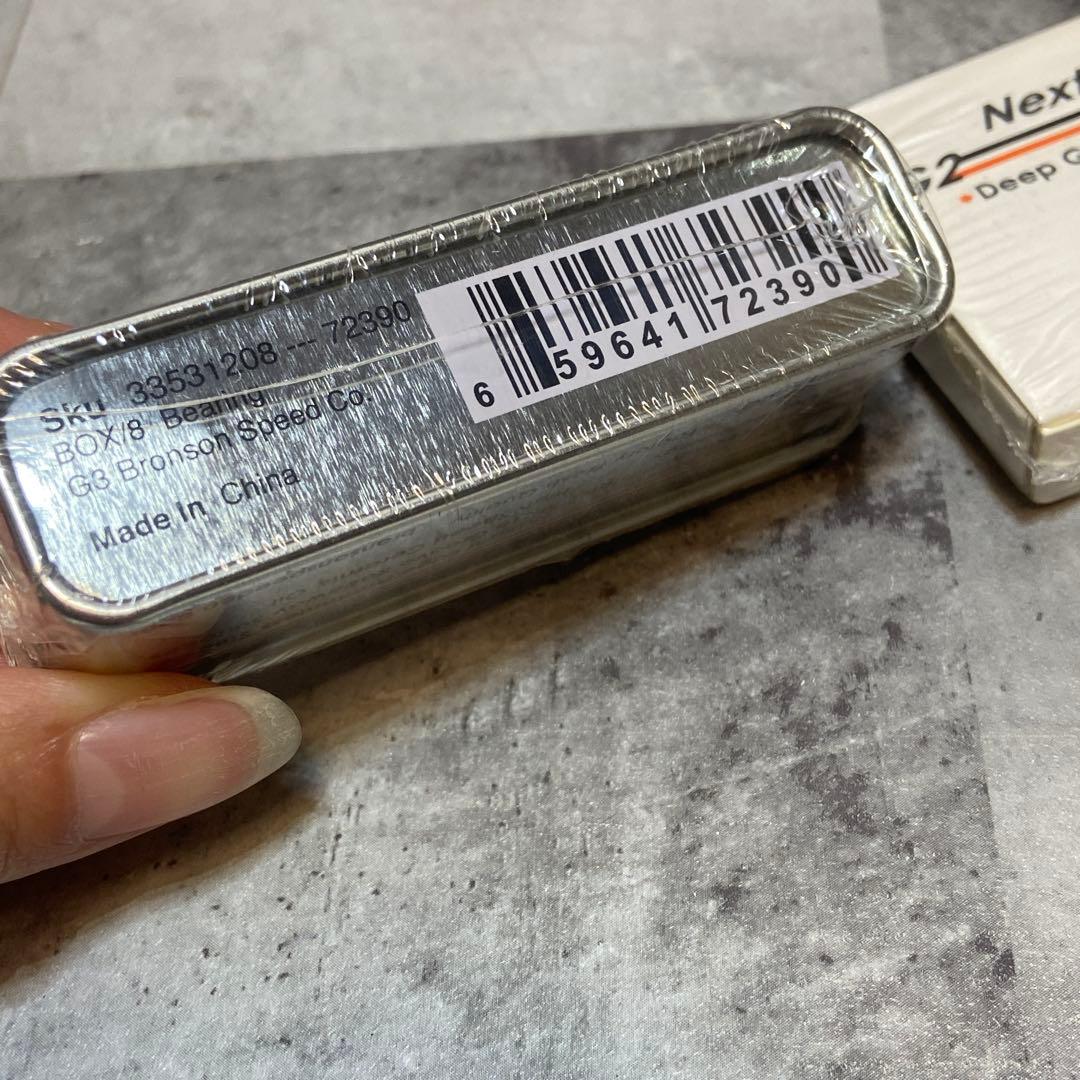 Sku 33531208 --- 72390
BOX/8 Bearing
G3 Bronson Speed Co.
Made In China
6 59641 72390
Next
G2
•Deep G